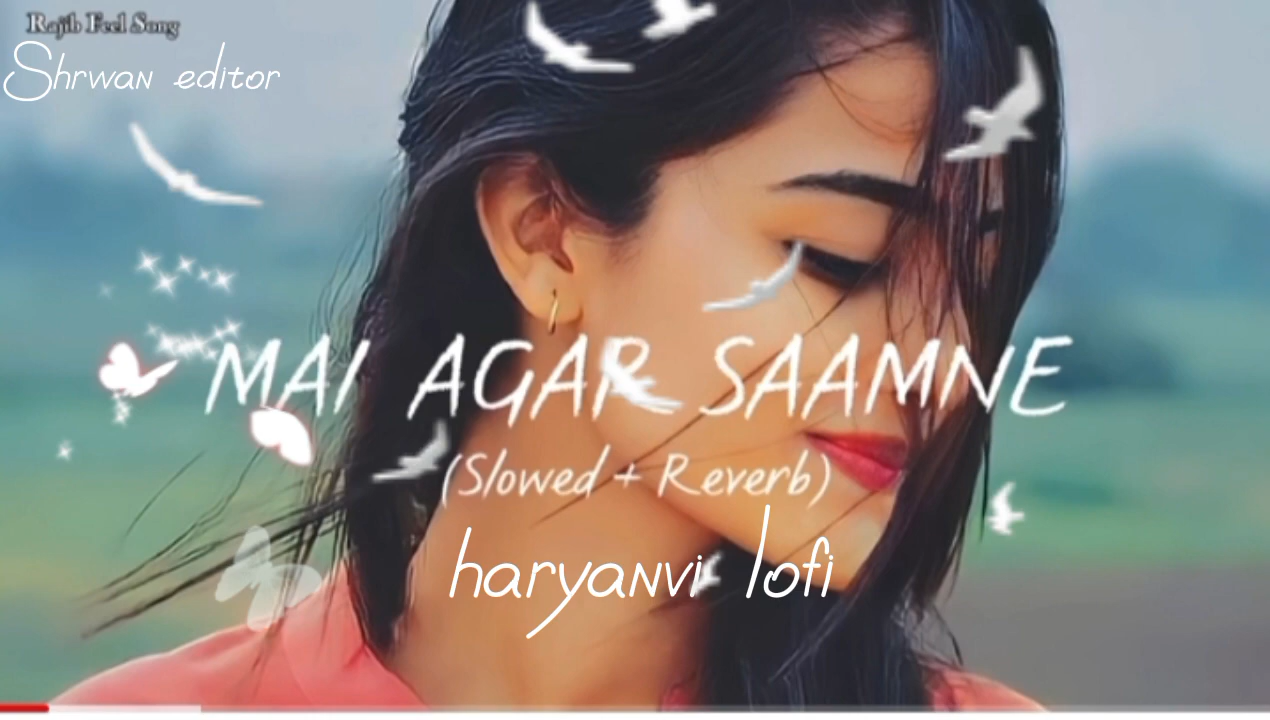 Rajib Feel Song
Shrwan editor
MAI AGAR SAAMNE
(Slowed + Reverb)
haryanvi lofi